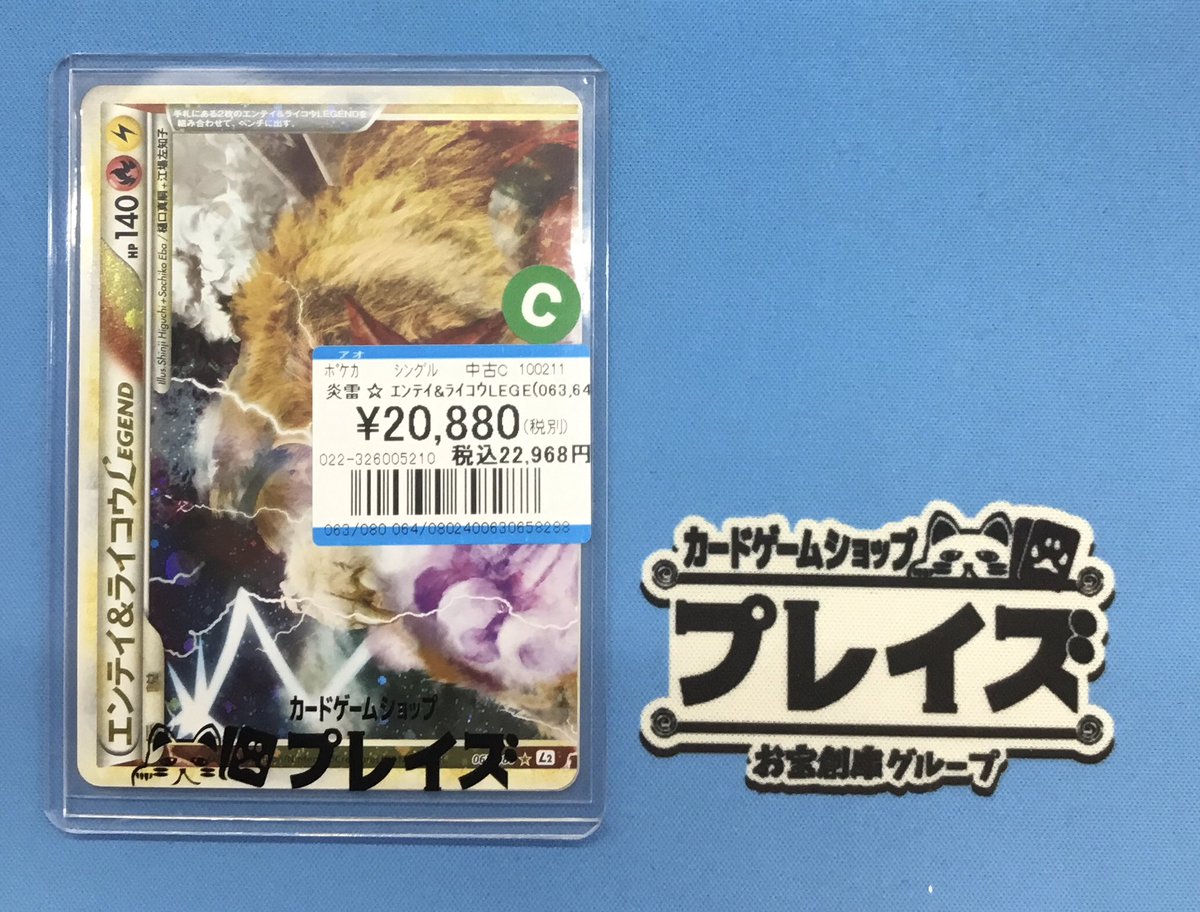 手札にある2枚のエンテイ&ライコウLEGENDを
組み合わせて、ベンチに出す。
エンテイ&ライコウLEGEND
HP 140
Illus. Shinji Higuchi + Sachiko Eba / 樋口真嗣 + 江場左知子
C
アオ
ポケカ シングル 中古C 100211
炎雷 ☆ エンテイ&ライコウLEGE(063,64
¥20,880(税別)
022-326005210 税込22,968円
063/080 064/0802400630658288
カードゲームショップ
プレイズ
☆ L2
カードゲームショップ
プレイズ
お宝創庫グループ